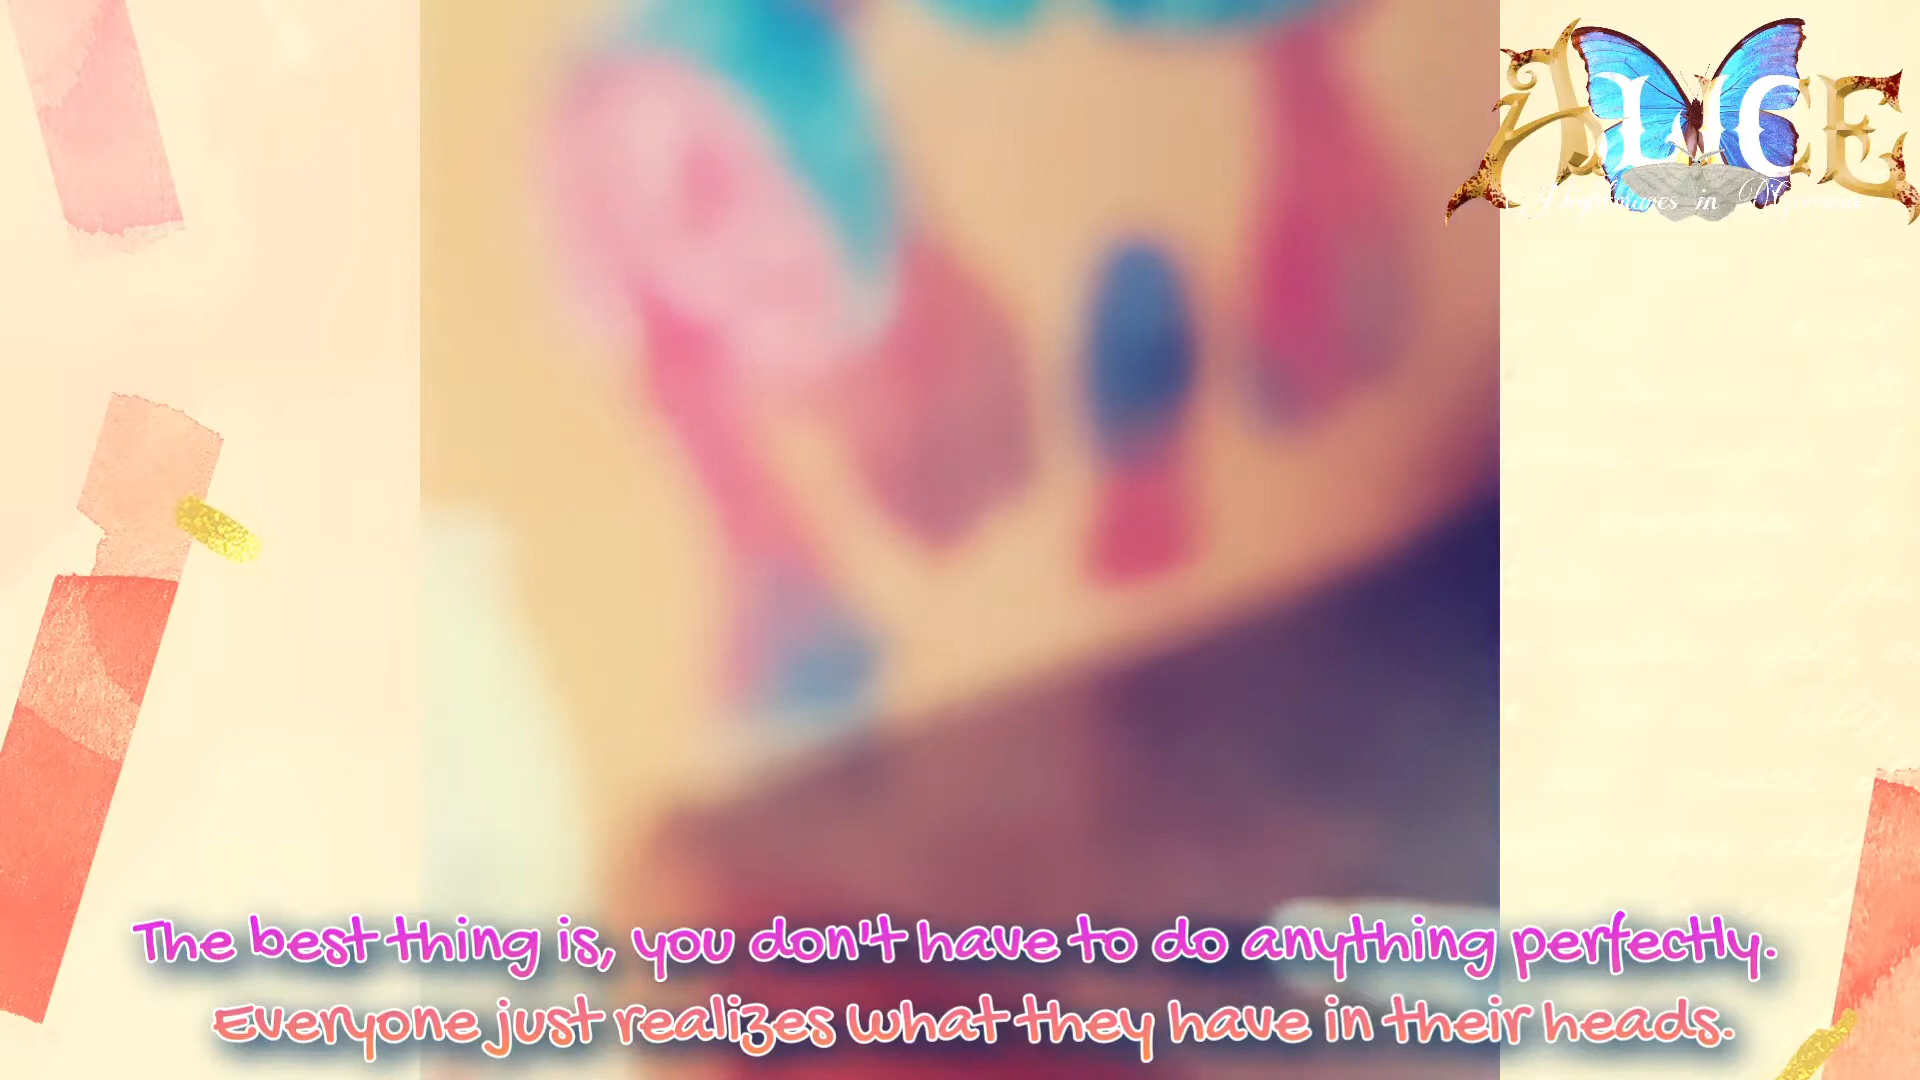 ALICE
in
The best thing is, you don't have to do anything perfectly.
Everyone just realizes what they have in their heads.